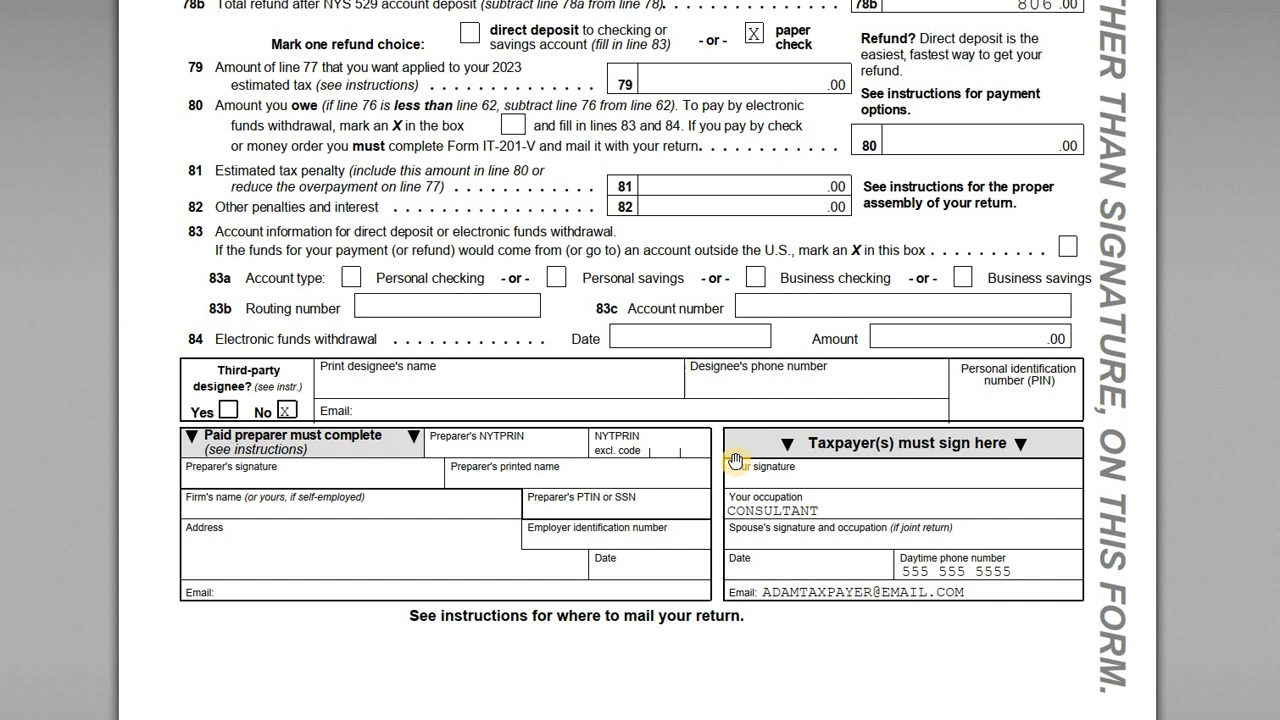 78b Total refund after NYS 529 account deposit (subtract line 78a from line 78). . . . . . . . . . . . . 78b 806 .00
Mark one refund choice: direct deposit to checking or savings account (fill in line 83) - or - X paper check
Refund? Direct deposit is the easiest, fastest way to get your refund.
79 Amount of line 77 that you want applied to your 2023
estimated tax (see instructions) . . . . . . . . . . . . . 79 .00
See instructions for payment options.
80 Amount you owe (if line 76 is less than line 62, subtract line 76 from line 62). To pay by electronic
funds withdrawal, mark an X in the box and fill in lines 83 and 84. If you pay by check
or money order you must complete Form IT-201-V and mail it with your return. . . . . . . . . . . . . 80 .00
81 Estimated tax penalty (include this amount in line 80 or
reduce the overpayment on line 77) . . . . . . . . . . . . . 81 .00
See instructions for the proper assembly of your return.
82 Other penalties and interest . . . . . . . . . . . . . . . . . . 82 .00
83 Account information for direct deposit or electronic funds withdrawal.
If the funds for your payment (or refund) would come from (or go to) an account outside the U.S., mark an X in this box . . . . . . . . . .
83a Account type: Personal checking - or - Personal savings - or - Business checking - or - Business savings
83b Routing number 83c Account number
84 Electronic funds withdrawal . . . . . . . . . . . . . Date Amount .00
Third-party designee? (see instr.)
Yes No X
Print designee's name
Designee's phone number
Personal identification number (PIN)
Email:
Paid preparer must complete
(see instructions)
Preparer's NYTPRIN
NYTPRIN excl. code
Preparer's signature
Preparer's printed name
Firm's name (or yours, if self-employed)
Preparer's PTIN or SSN
Address
Employer identification number
Date
Email:
Taxpayer(s) must sign here
signature
Your occupation
CONSULTANT
Spouse's signature and occupation (if joint return)
Date
Daytime phone number
555 555 5555
Email: ADAMTAXPAYER@EMAIL.COM
See instructions for where to mail your return.
THER THAN SIGNATURE, ON THIS FORM.